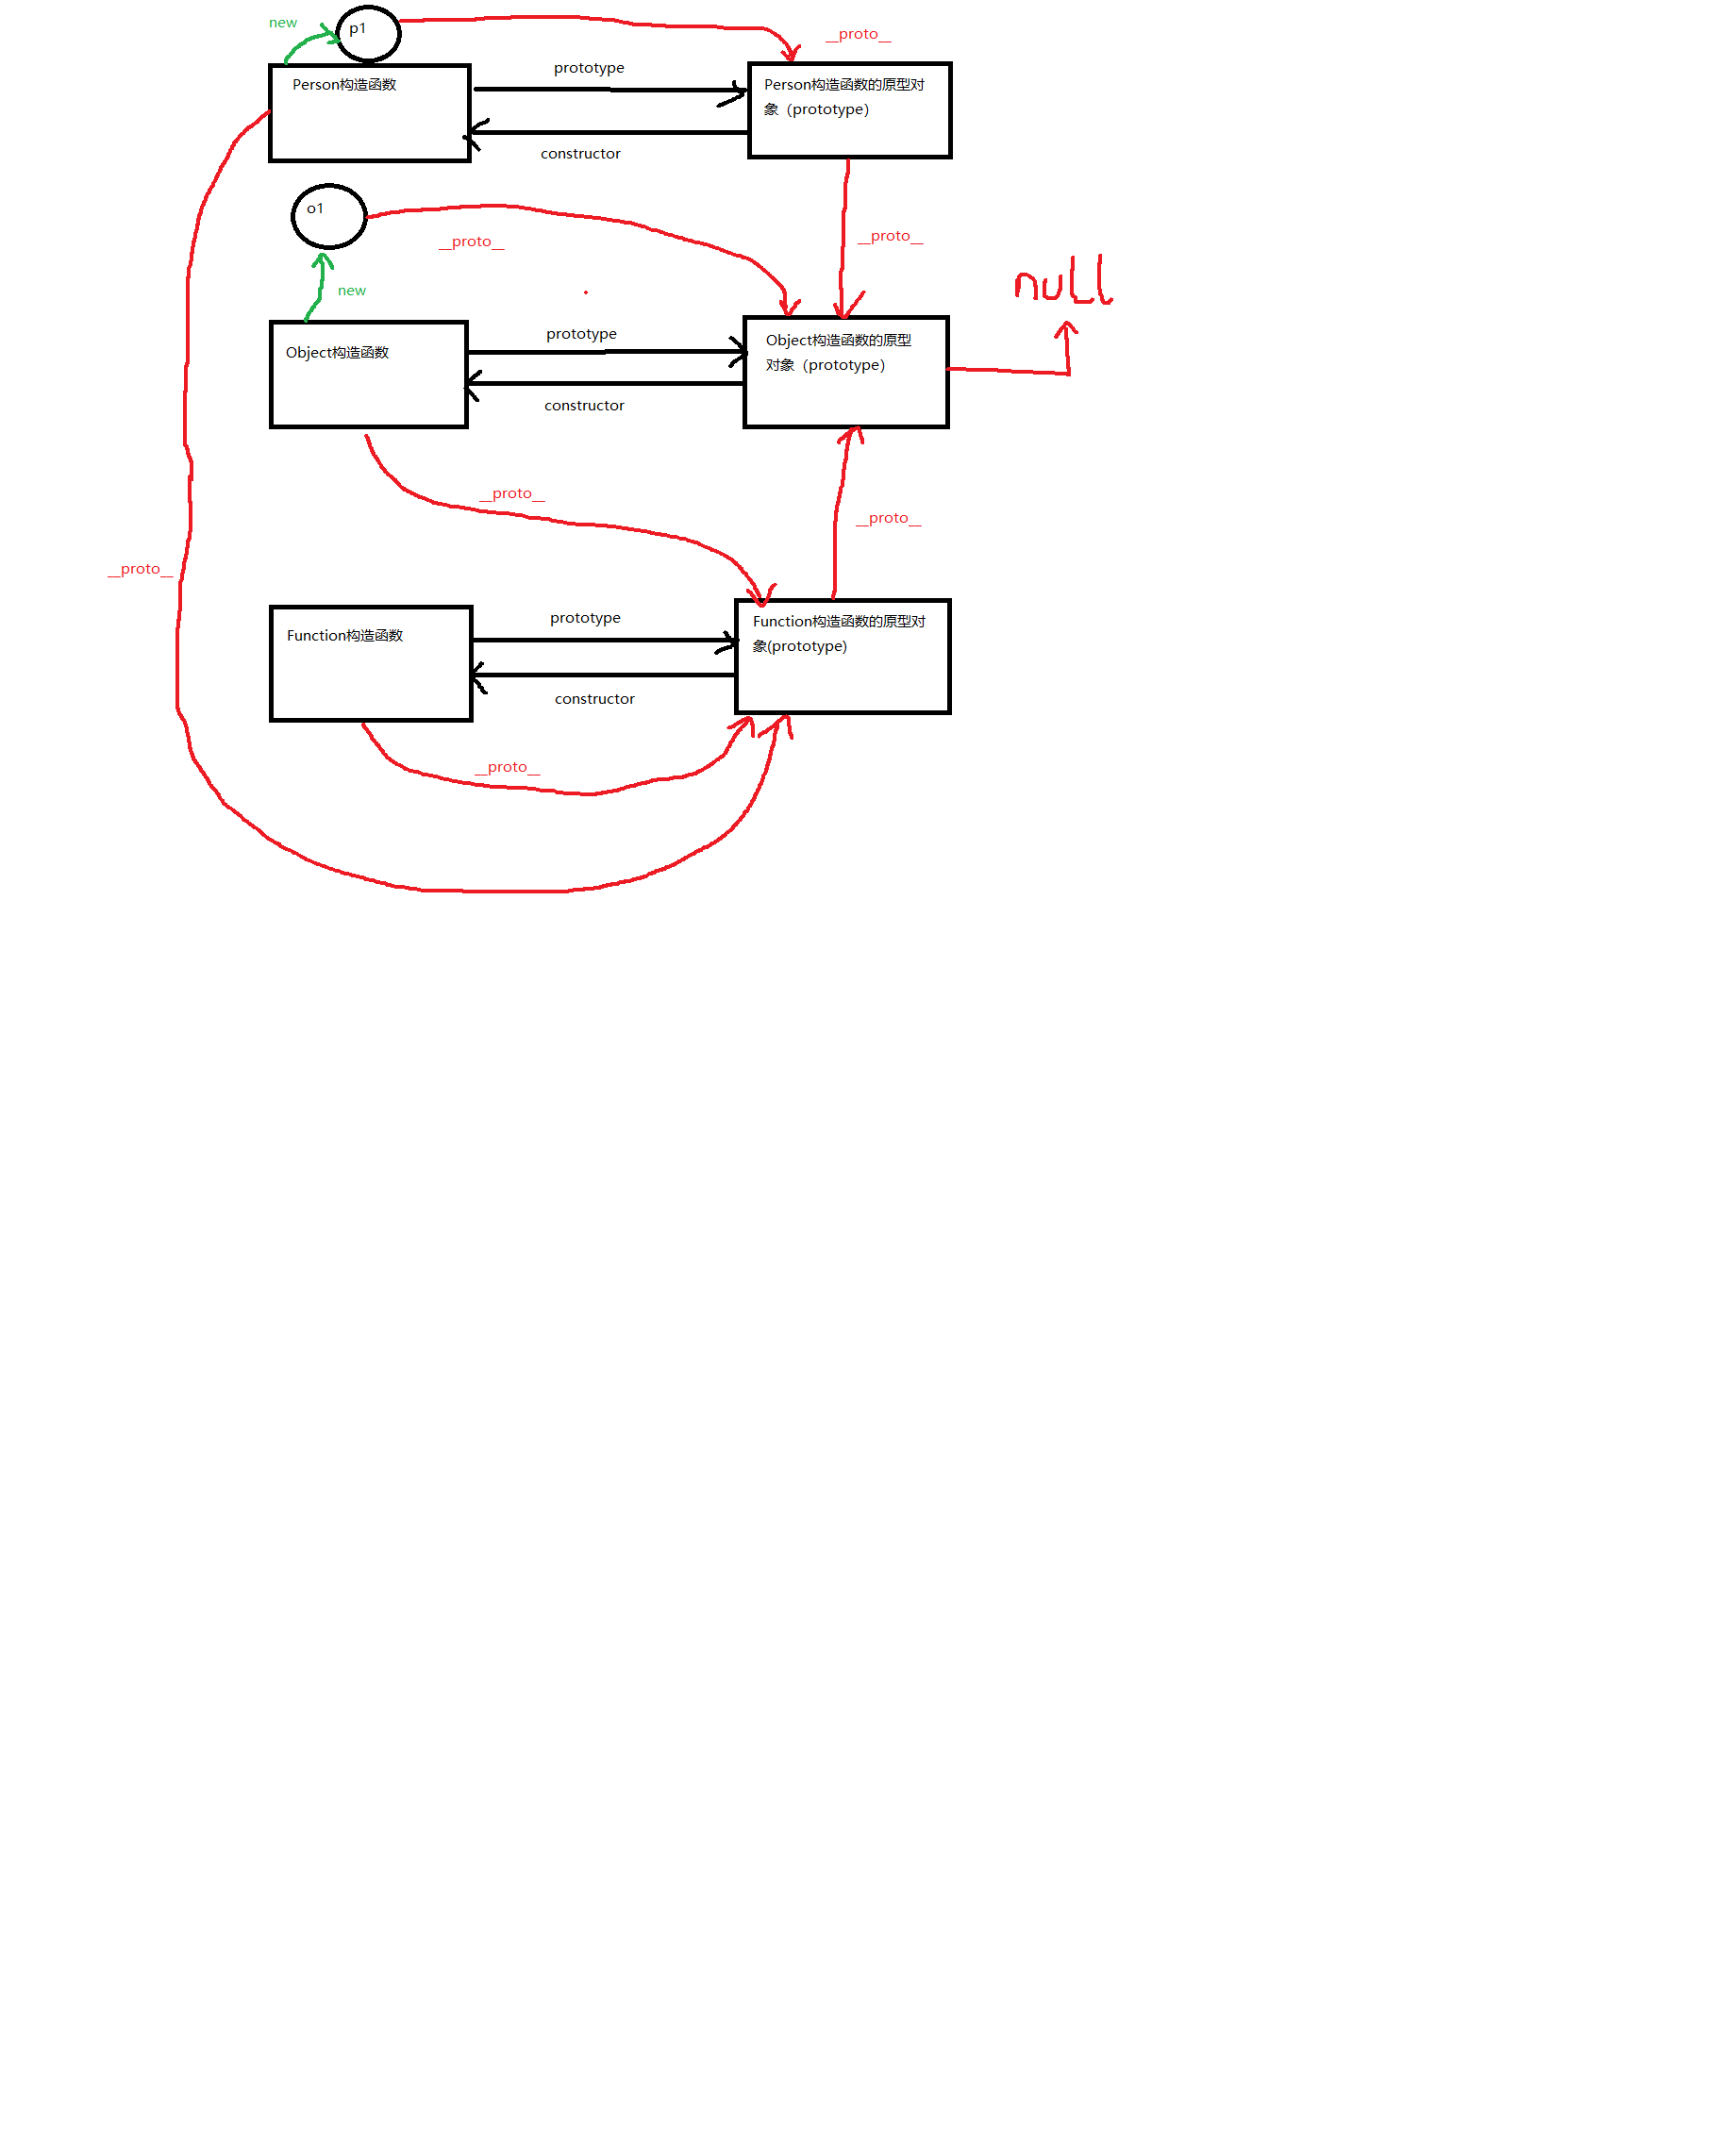 new
p1
__proto__
prototype
Person构造函数
Person构造函数的原型对
象（prototype）
constructor
o1
__proto__
__proto__
new
null
prototype
Object构造函数
Object构造函数的原型
对象（prototype）
constructor
__proto__
__proto__
__proto__
prototype
Function构造函数
Function构造函数的原型对
象(prototype)
constructor
__proto__